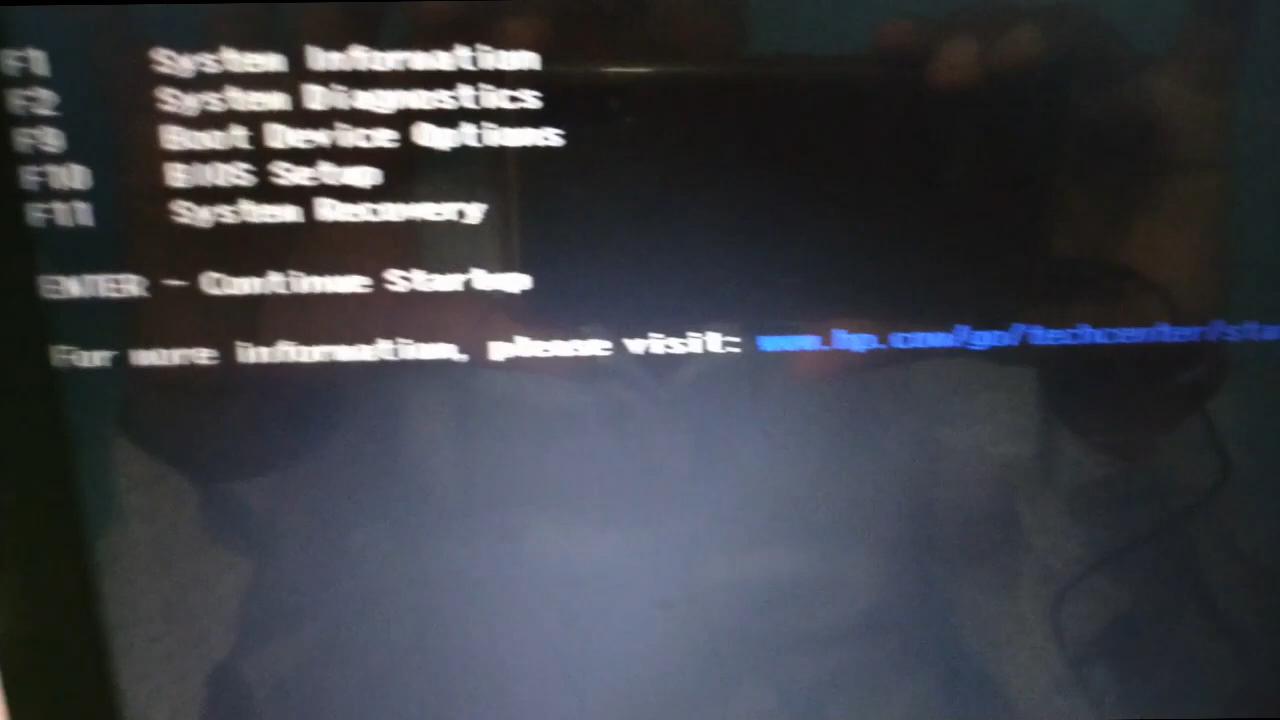 F1 System Information
F2 System Diagnostics
F9 Boot Device Options
F10 BIOS Setup
F11 System Recovery
ENTER - Continue Startup
For more information, please visit: www.hp.com/go/techcenter/sta